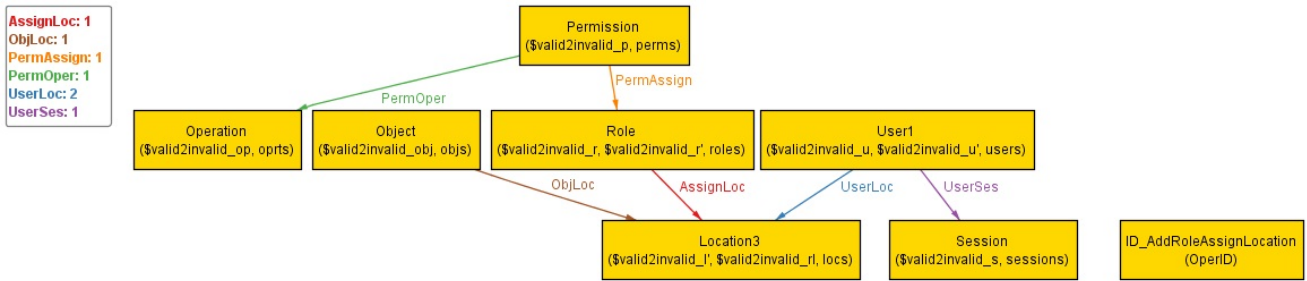 AssignLoc: 1
ObjLoc: 1
PermAssign: 1
PermOper: 1
UserLoc: 2
UserSes: 1
Permission
($valid2invalid_p, perms)
PermOper
PermAssign
Operation
($valid2invalid_op, oprts)
Object
($valid2invalid_obj, objs)
Role
($valid2invalid_r, $valid2invalid_r', roles)
User1
($valid2invalid_u, $valid2invalid_u', users)
ObjLoc
AssignLoc
UserLoc
UserSes
Location3
($valid2invalid_l', $valid2invalid_rl, locs)
Session
($valid2invalid_s, sessions)
ID_AddRoleAssignLocation
(OperID)